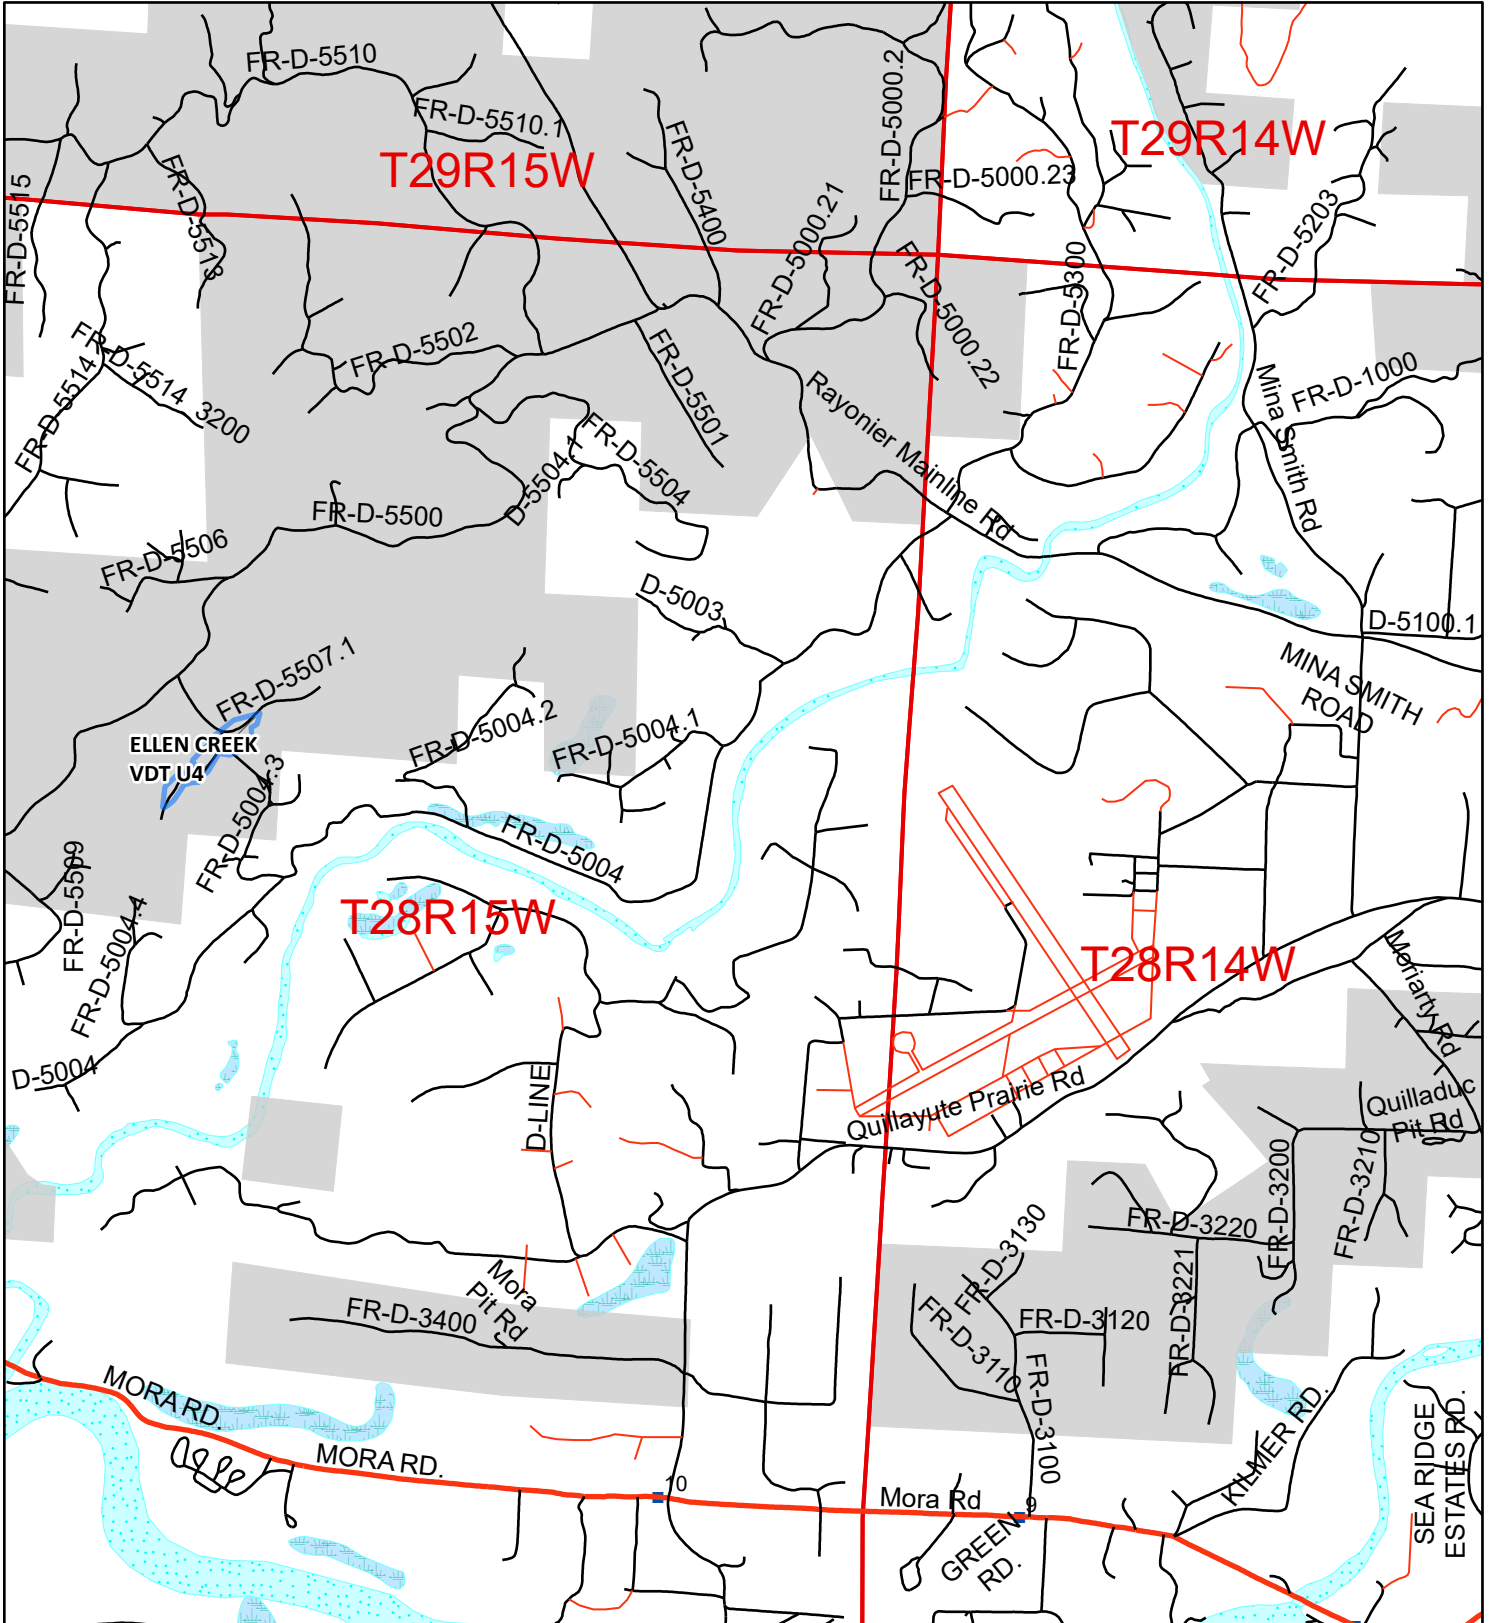 FR-D-5510
FR-D-5510.1
T29R15W
FR-D-5400
FR-D-5000.2
T29R14W
FR-D-5000.23
FR-D-5515
FR-D-5513
FR-D-5000.21
FR-D-5203
FR-D-5300
FR-D-5000.22
FR-D-5514 3200
FR-D-5514
FR-D-5502
FR-D-5501
FR-D-1000
Rayonier Mainline Rd
Mina Smith Rd
FR-D-5504
D-5504.1
FR-D-5500
FR-D-5506
D-5003
D-5100.1
MINA SMITH
ROAD
FR-D-5507.1
ELLEN CREEK
VDT U4
FR-D-5004.2
FR-D-5004.1
FR-D-5004.3
FR-D-5004
FR-D-5509
FR-D-5004.4
T28R15W
T28R14W
Moriarty Rd
D-5004
D-LINE
Quillayute Prairie Rd
Quilladuc
Pit Rd
FR-D-3200
FR-D-3210
FR-D-3220
FR-D-3221
FR-D-3130
FR-D-3120
FR-D-3110
FR-D-3100
Mora
Pit Rd
FR-D-3400
MORA RD.
MORA RD.
10
Mora Rd
9
GREEN
RD.
KILMER RD.
SEA RIDGE
ESTATES RD.